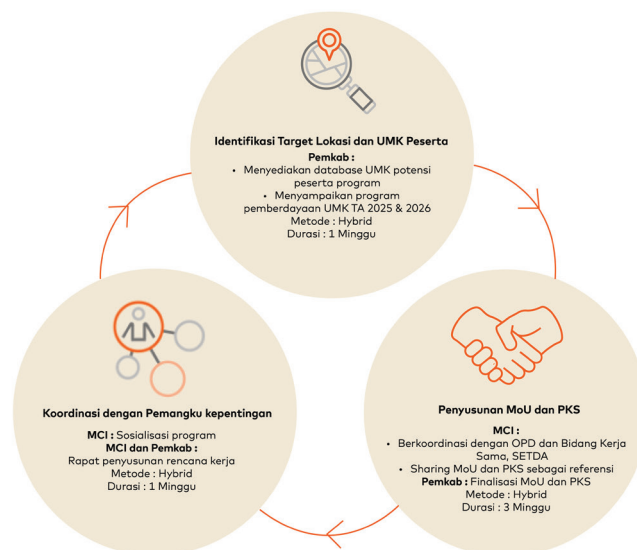 Identifikasi Target Lokasi dan UMK Peserta
Pemkab :
• Menyediakan database UMK potensi
peserta program
• Menyampaikan program
pemberdayaan UMK TA 2025 & 2026
Metode : Hybrid
Durasi : 1 Minggu
Penyusunan MoU dan PKS
MCI :
• Berkoordinasi dengan OPD dan Bidang Kerja
Sama, SETDA
• Sharing MoU dan PKS sebagai referensi
Pemkab : Finalisasi MoU dan PKS
Metode : Hybrid
Durasi : 3 Minggu
Koordinasi dengan Pemangku kepentingan
MCI : Sosialisasi program
MCI dan Pemkab :
Rapat penyusunan rencana kerja
Metode : Hybrid
Durasi : 1 Minggu